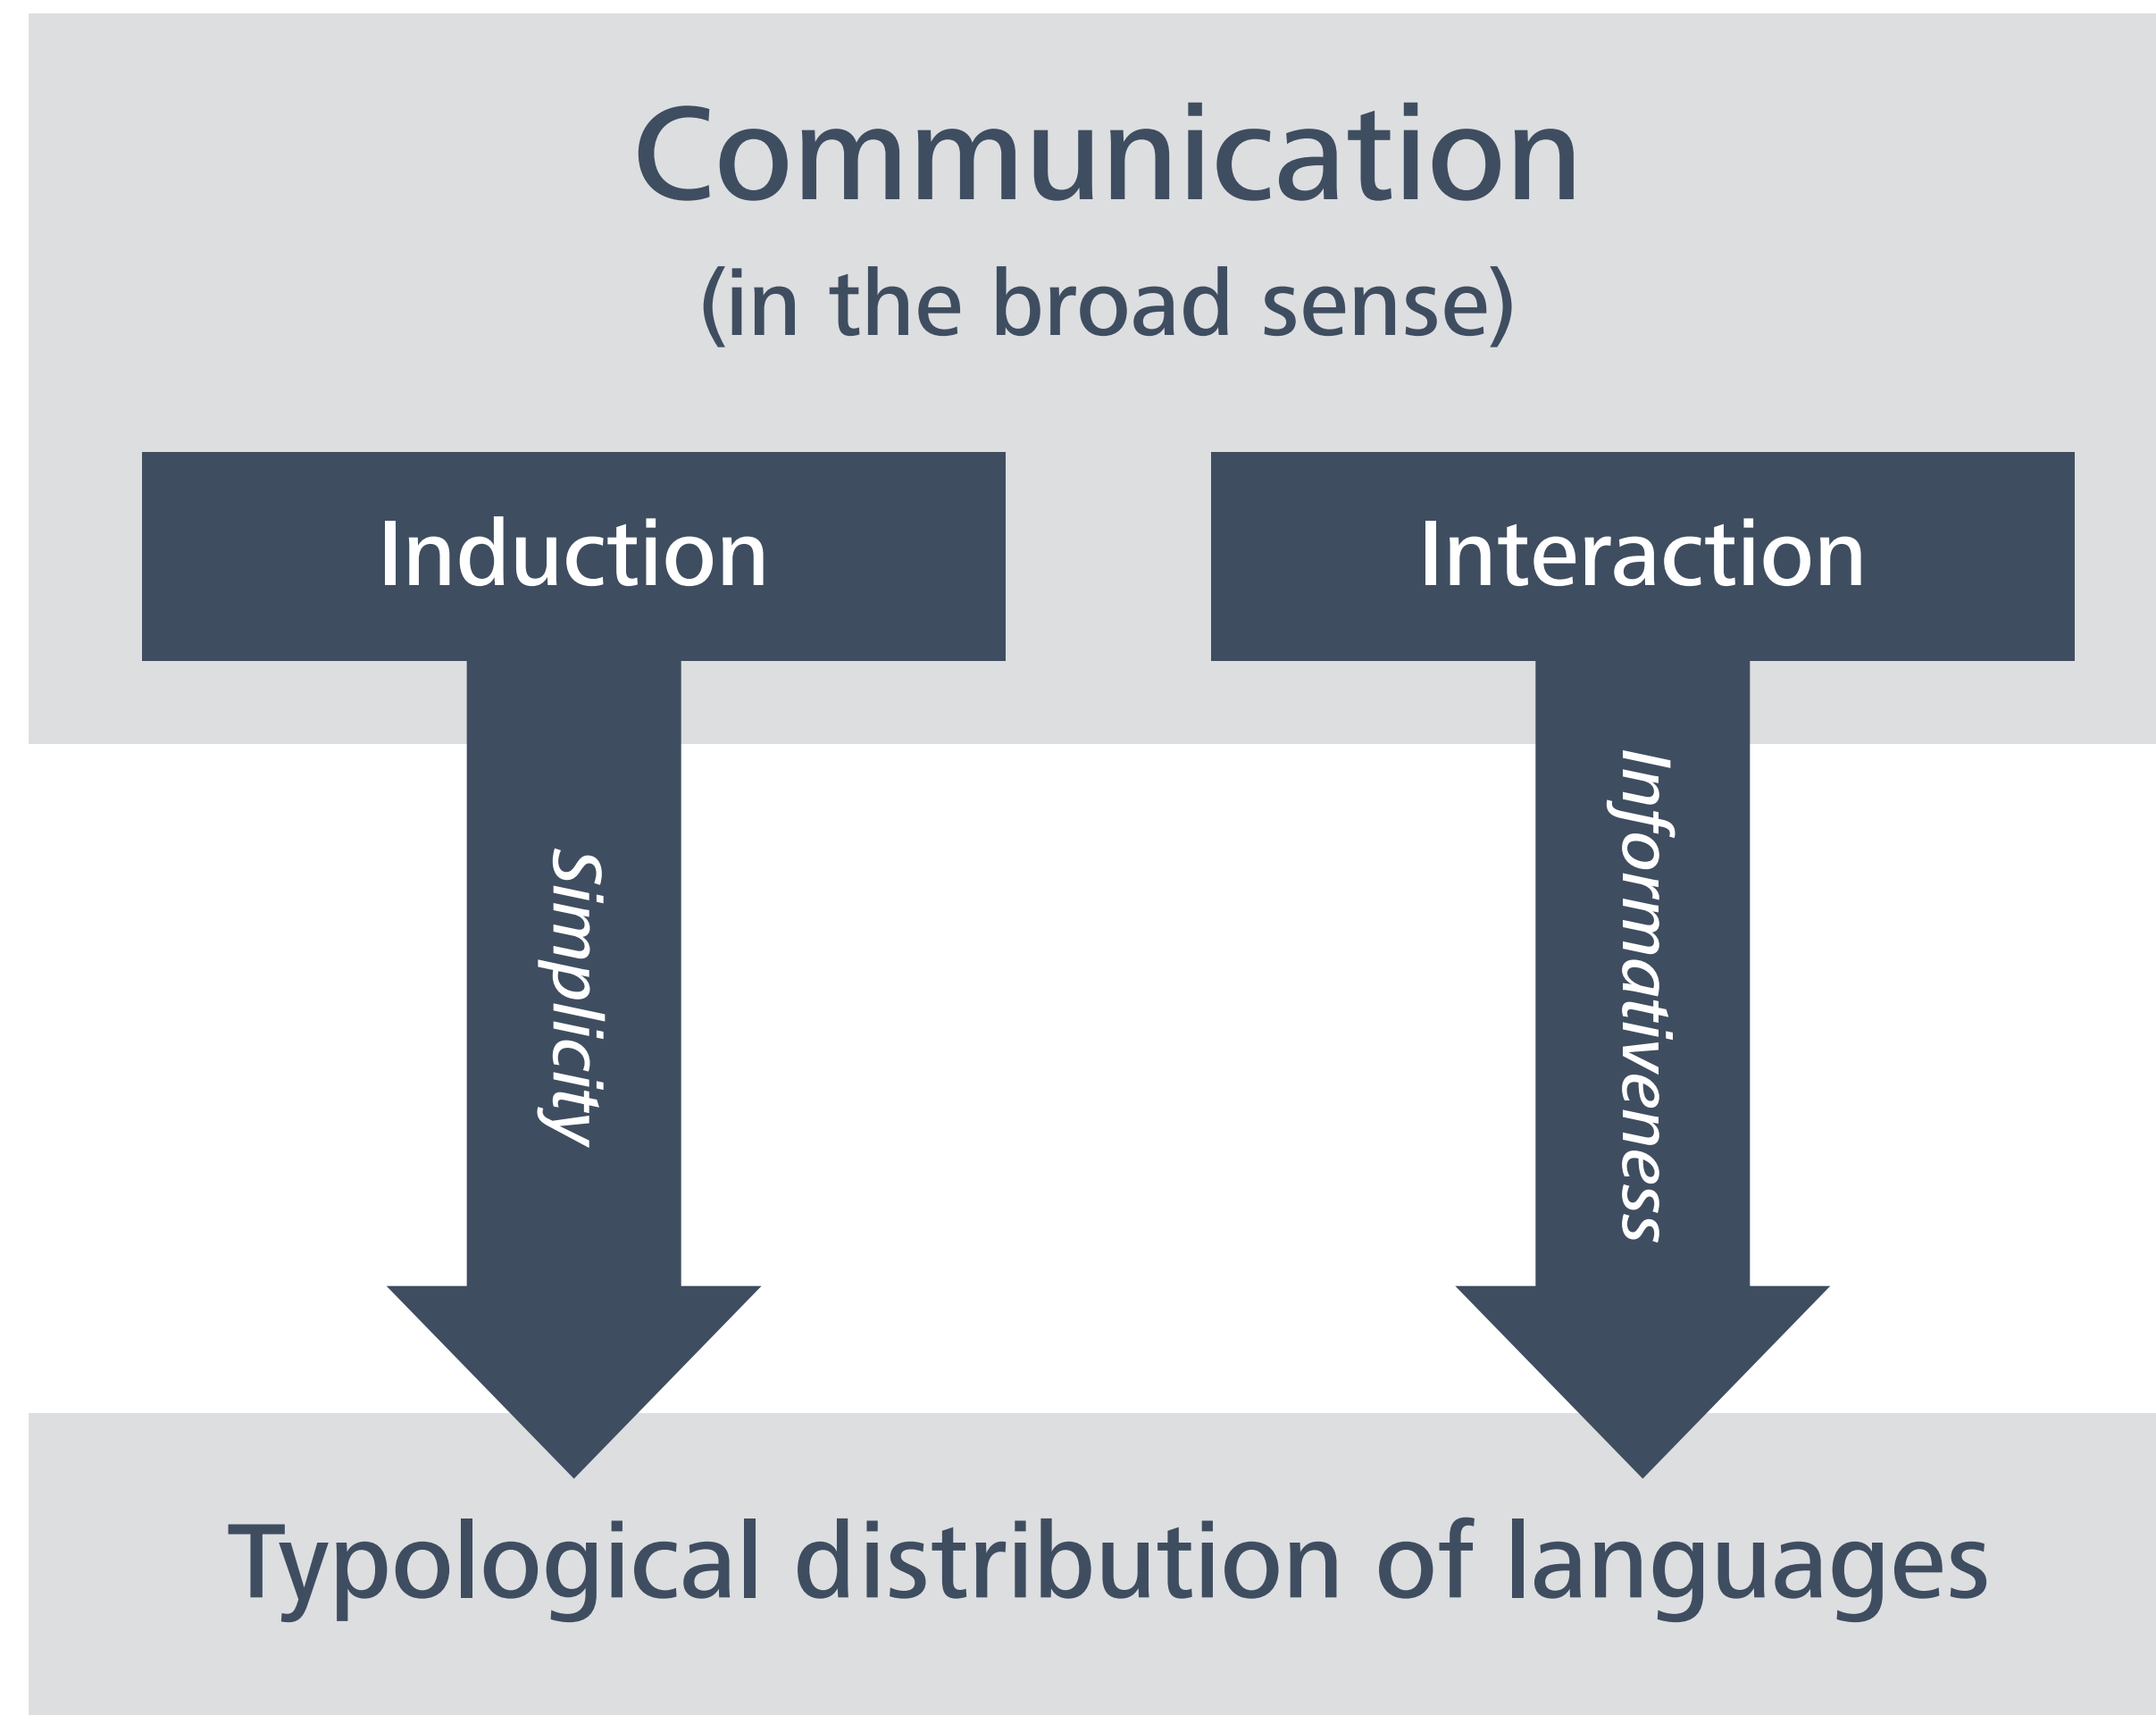 Communication
(in the broad sense)
Induction
Interaction
Simplicity
Informativeness
Typological distribution of languages